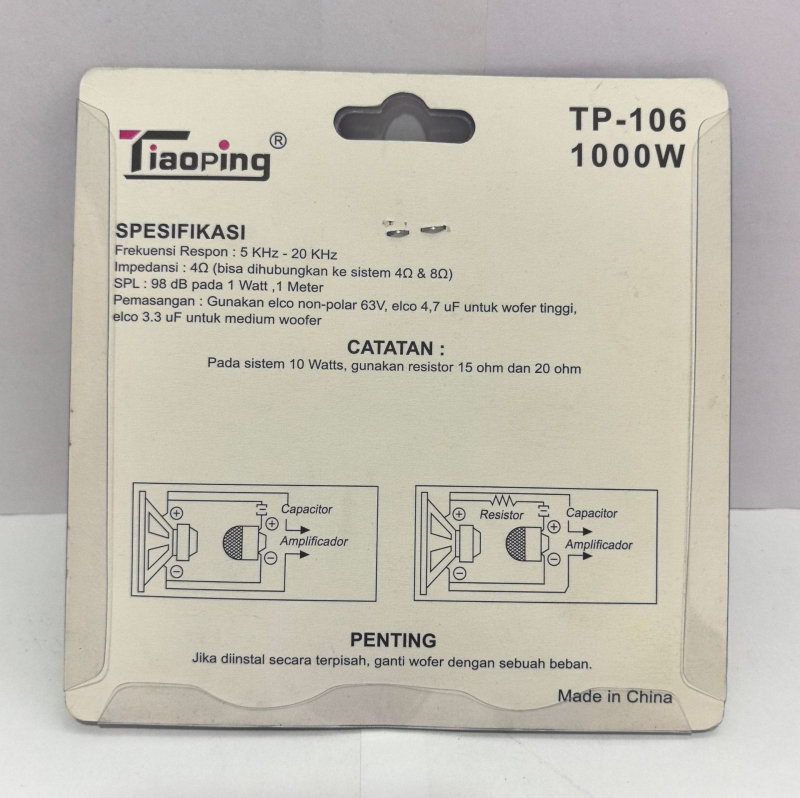 Tiaoping®
TP-106
1000W
SPESIFIKASI
Frekuensi Respon : 5 KHz - 20 KHz
Impedansi : 4Ω (bisa dihubungkan ke sistem 4Ω & 8Ω)
SPL : 98 dB pada 1 Watt ,1 Meter
Pemasangan : Gunakan elco non-polar 63V, elco 4,7 uF untuk wofer tinggi,
elco 3.3 uF untuk medium woofer
CATATAN :
Pada sistem 10 Watts, gunakan resistor 15 ohm dan 20 ohm
Capacitor
Amplificador
Resistor
Capacitor
Amplificador
PENTING
Jika diinstal secara terpisah, ganti wofer dengan sebuah beban.
Made in China